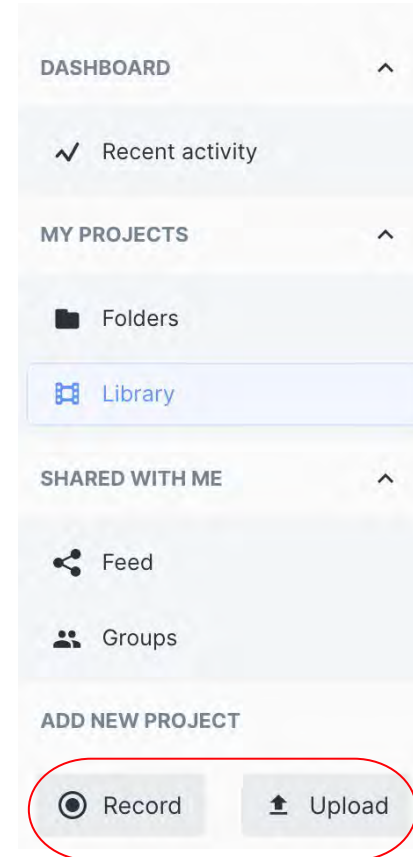 DASHBOARD
Recent activity
MY PROJECTS
Folders
Library
SHARED WITH ME
Feed
Groups
ADD NEW PROJECT
Record Upload